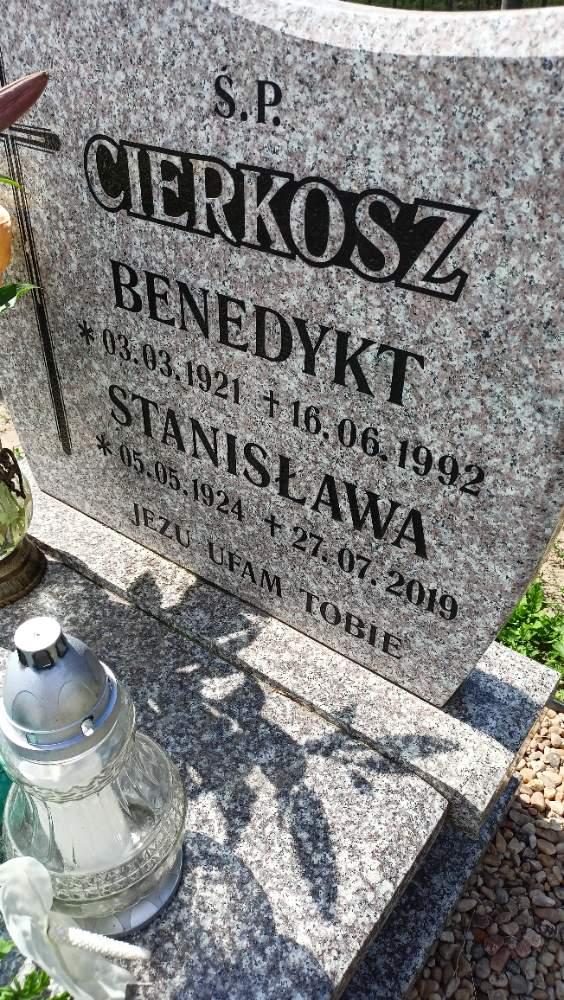 Ś.P.
CIERKOSZ
BENEDYKT
* 03.03.1921 + 16.06.1992
STANISŁAWA
* 05.05.1924 + 27.07.2019
JEZU UFAM TOBIE